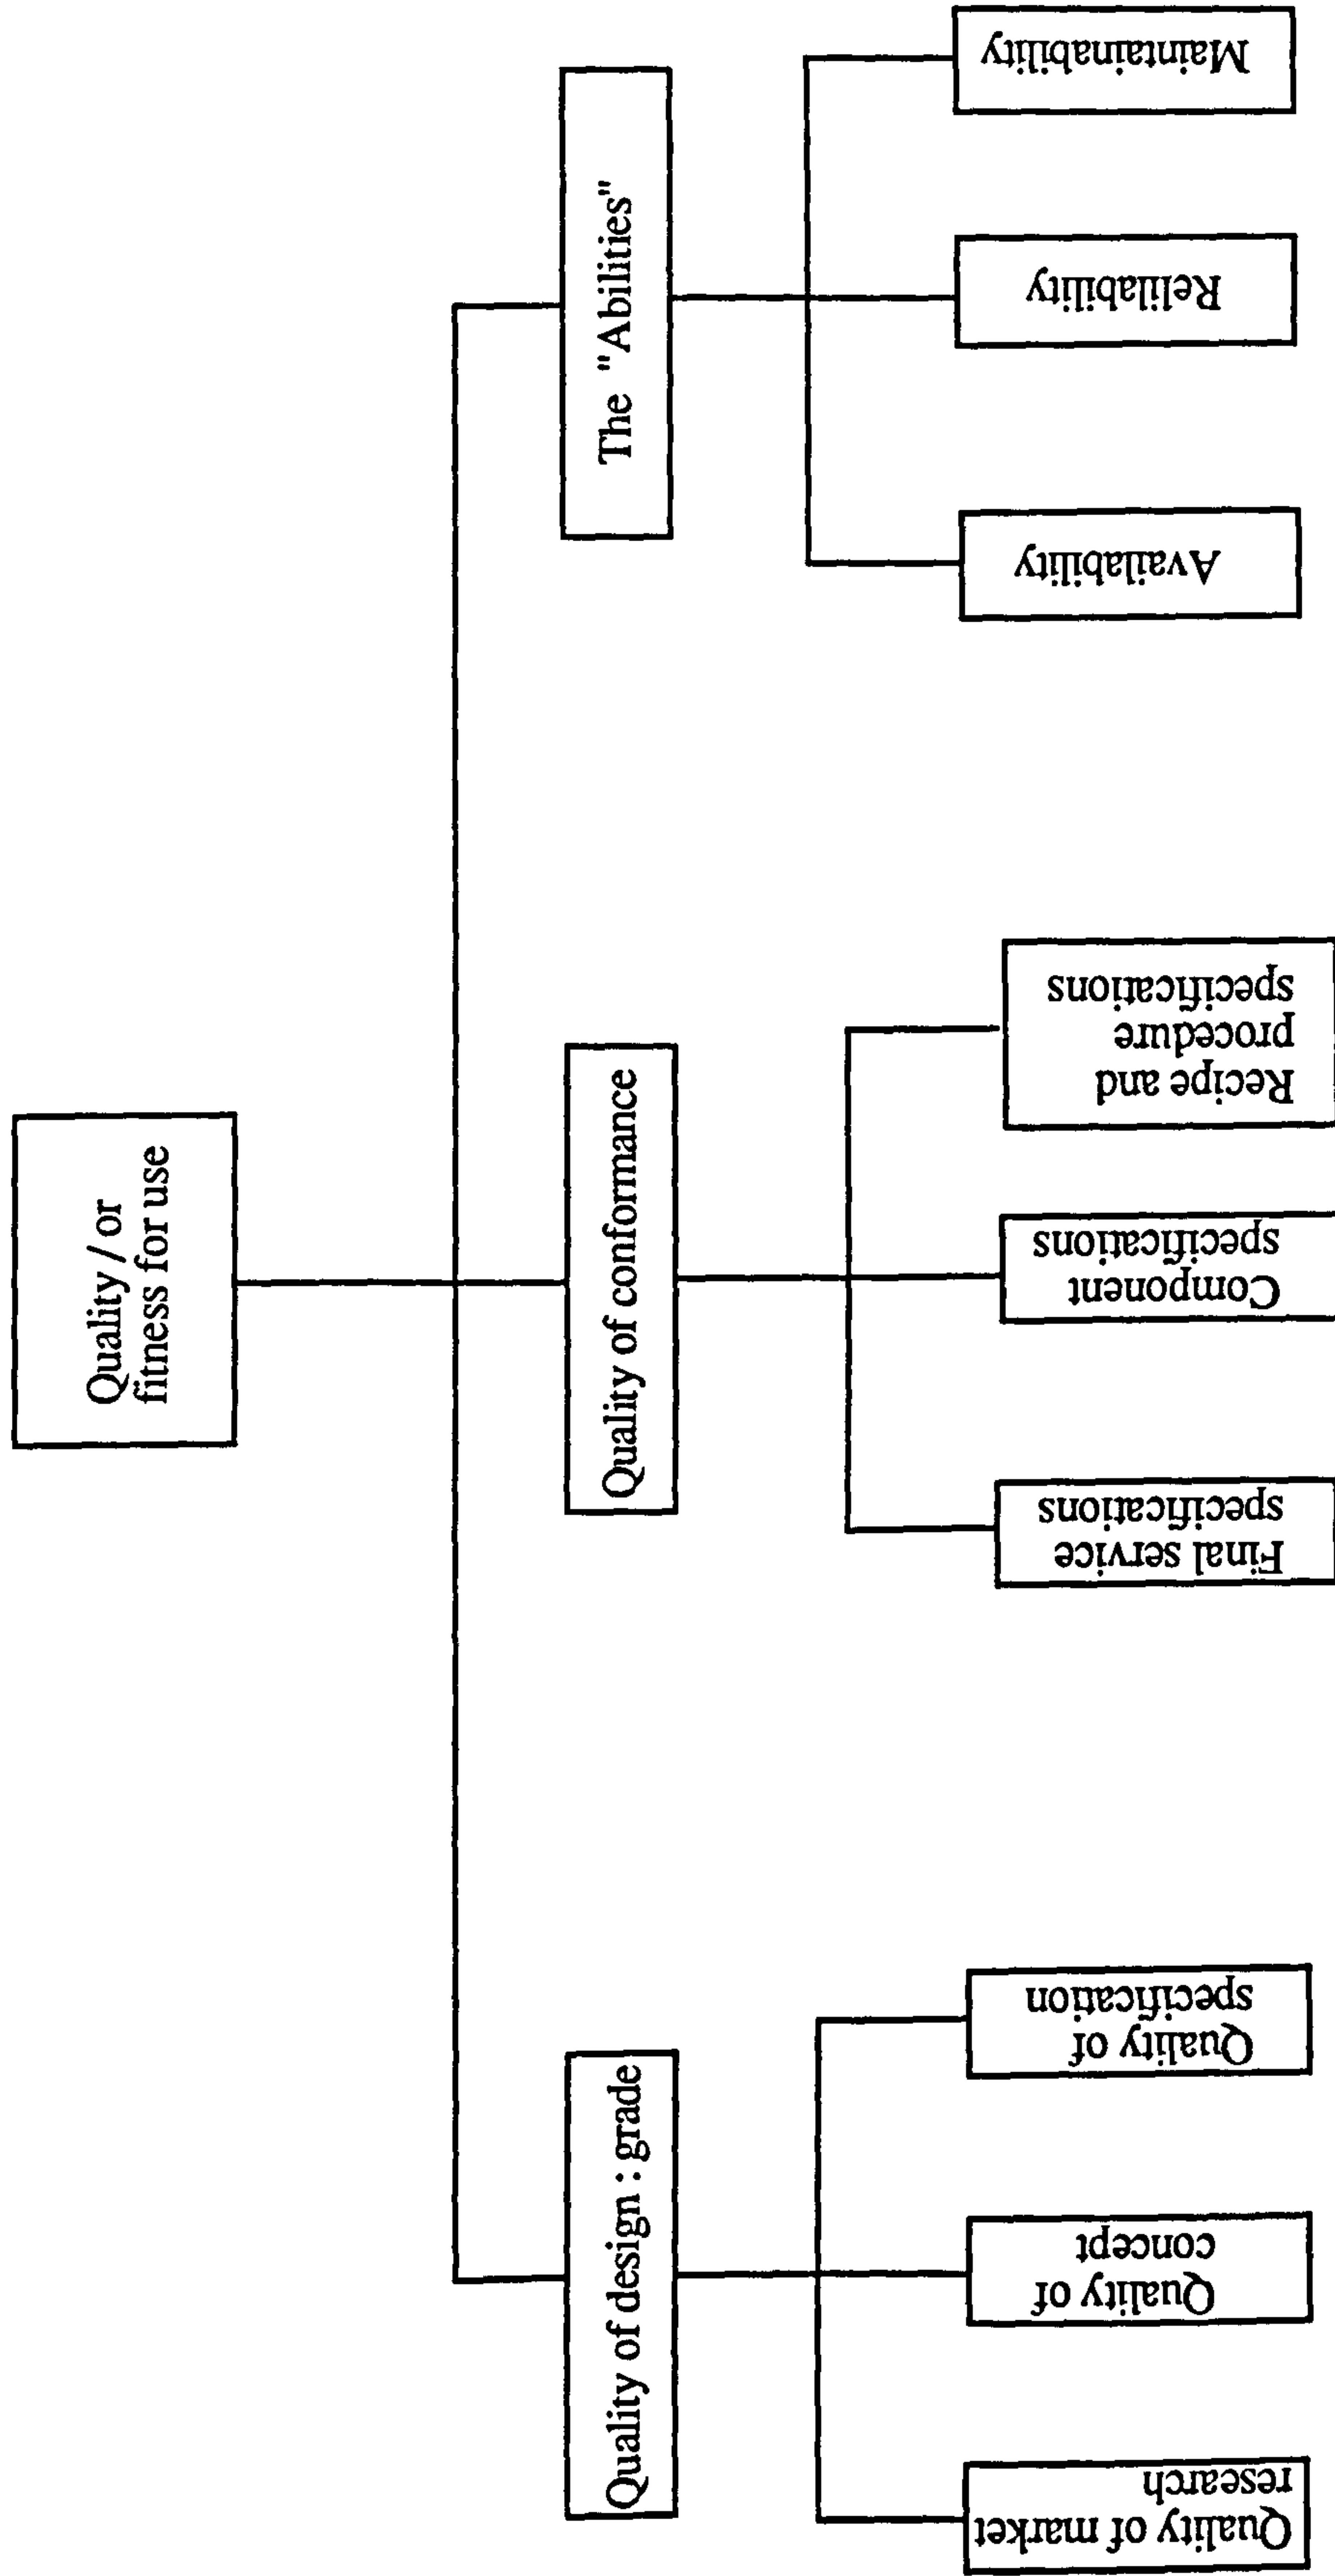 Quality / or
fitness for use
Quality of design : grade
Quality of conformance
The "Abilities"
Quality of market
research
Quality of
concept
Quality of
specification
Final service
specifications
Component
specifications
Recipe and
procedure
specifications
Availability
Relilability
Maintainability